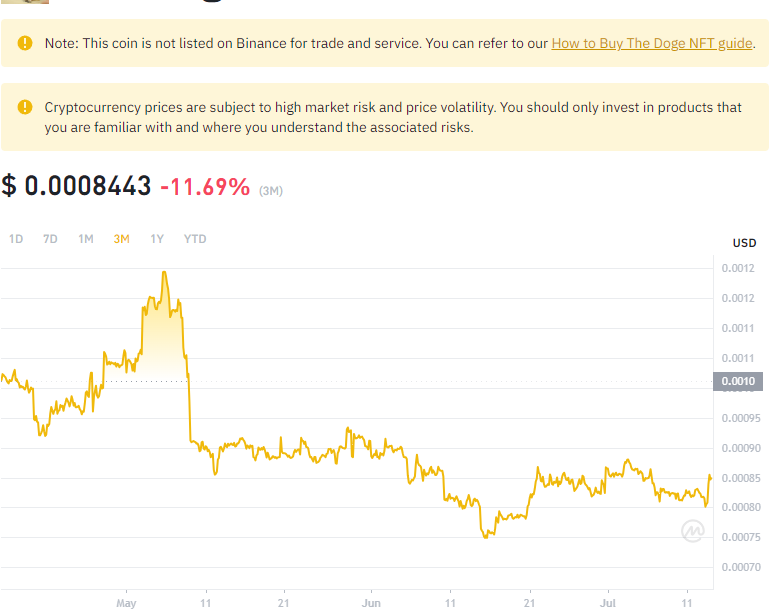 Note: This coin is not listed on Binance for trade and service. You can refer to our How to Buy The Doge NFT guide.
Cryptocurrency prices are subject to high market risk and price volatility. You should only invest in products that
you are familiar with and where you understand the associated risks.
$ 0.0008443 -11.69% (3M)
1D 7D 1M 3M 1Y YTD
USD
0.0012
0.0012
0.0011
0.0011
0.0010
0.00095
0.00090
0.00085
0.00080
0.00075
0.00070
May 11 21 Jun 11 21 Jul 11